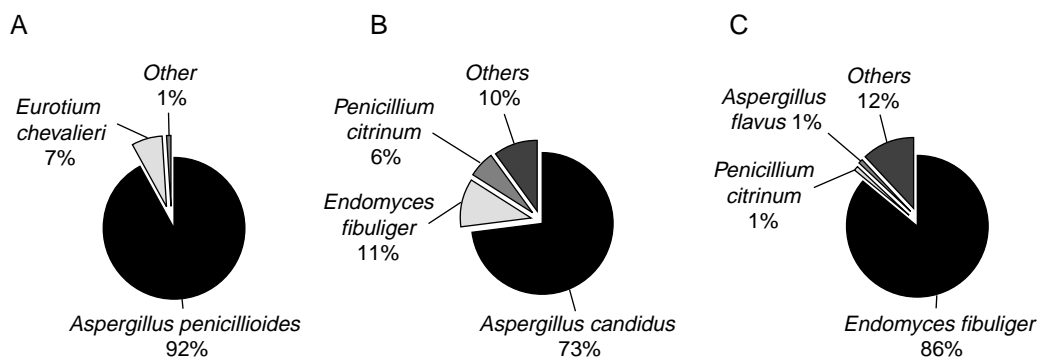 A
Other
1%
Eurotium
chevalieri
7%
Aspergillus penicillioides
92%
B
Others
10%
Penicillium
citrinum
6%
Endomyces
fibuliger
11%
Aspergillus candidus
73%
C
Others
12%
Aspergillus
flavus 1%
Penicillium
citrinum
1%
Endomyces fibuliger
86%